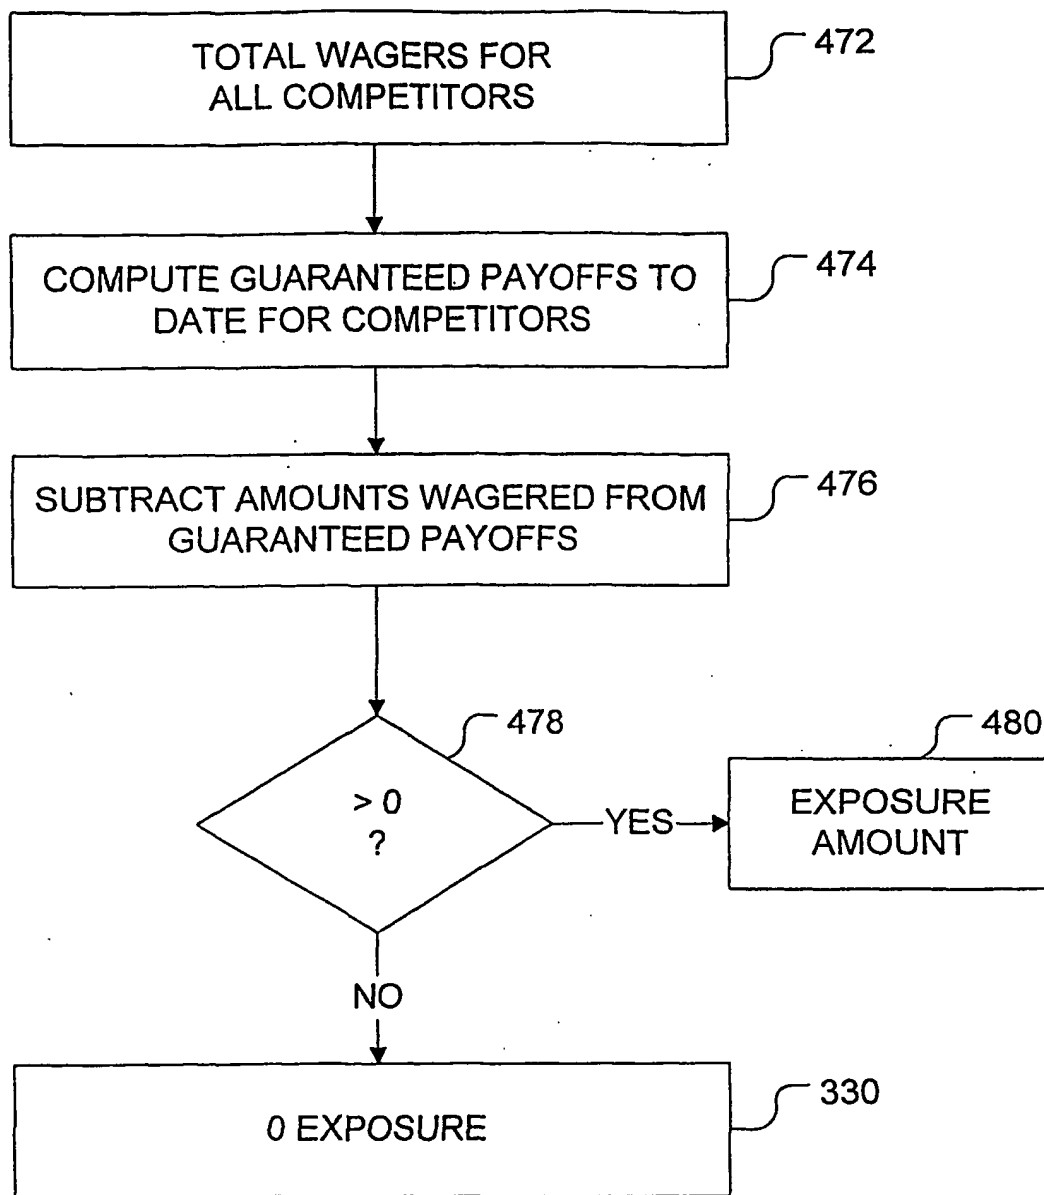 TOTAL WAGERS FOR
ALL COMPETITORS
472
COMPUTE GUARANTEED PAYOFFS TO
DATE FOR COMPETITORS
474
SUBTRACT AMOUNTS WAGERED FROM
GUARANTEED PAYOFFS
476
478
> 0
?
YES
480
EXPOSURE
AMOUNT
NO
0 EXPOSURE
330